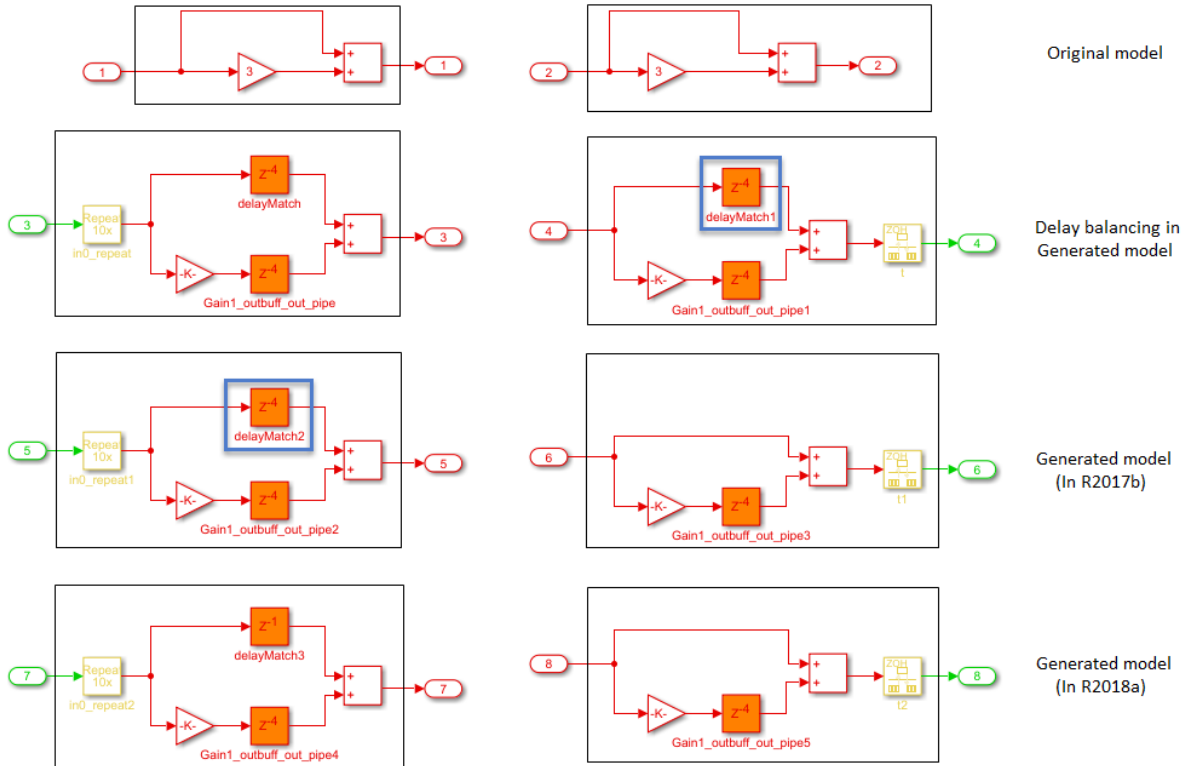 1
3
+
+
1
2
3
+
+
2
Original model
3
Repeat
10x
in0_repeat
Z-4
delayMatch
-K-
Z-4
Gain1_outbuff_out_pipe
+
+
3
4
Z-4
delayMatch1
-K-
Z-4
Gain1_outbuff_out_pipe1
+
+
ZOH
t
4
Delay balancing in
Generated model
5
Repeat
10x
in0_repeat1
Z-4
delayMatch2
-K-
Z-4
Gain1_outbuff_out_pipe2
+
+
5
6
-K-
Z-4
Gain1_outbuff_out_pipe3
+
+
ZOH
t1
6
Generated model
(In R2017b)
7
Repeat
10x
in0_repeat2
Z-1
delayMatch3
-K-
Z-4
Gain1_outbuff_out_pipe4
+
+
7
8
-K-
Z-4
Gain1_outbuff_out_pipe5
+
+
ZOH
t2
8
Generated model
(In R2018a)